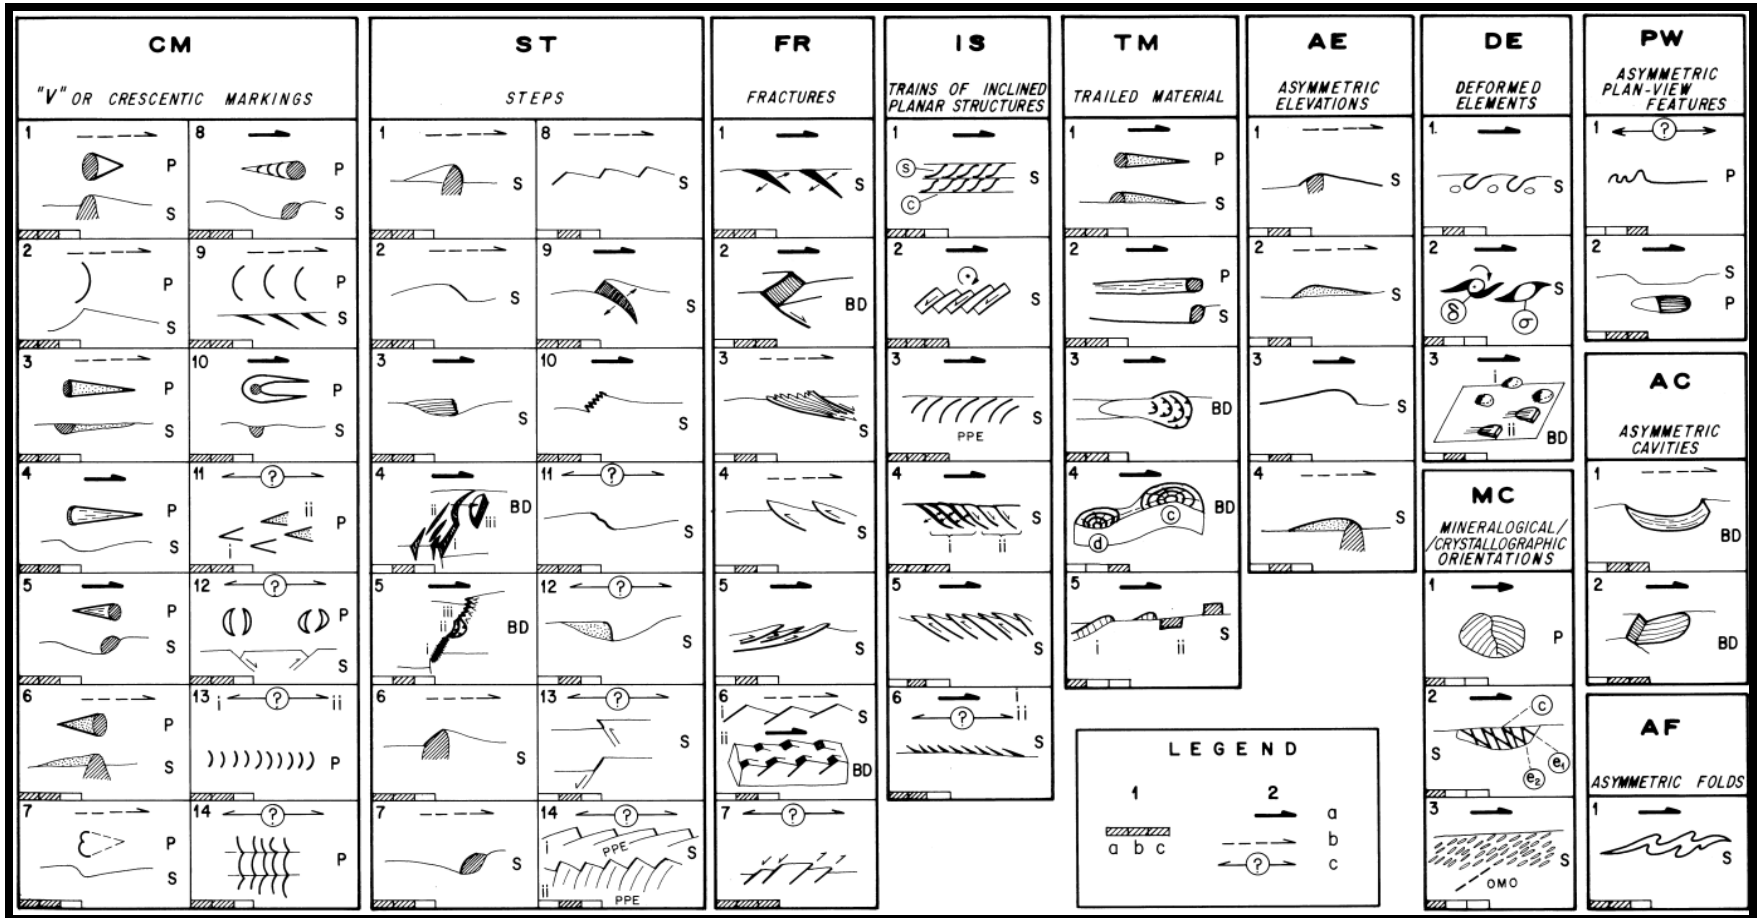 CM
"V" OR CRESCENTIC MARKINGS
1
P
S
2
P
S
3
P
S
4
P
S
5
P
S
6
P
S
7
P
S
8
P
S
9
P
S
10
P
S
11
?
i
ii
P
12
?
P
S
13
i
?
ii
P
14
?
P
ST
STEPS
1
S
2
S
3
S
4
ii
i
iii
BD
5
iii
ii
i
BD
6
S
7
S
8
S
9
S
10
S
11
?
S
12
?
S
13
?
S
14
?
i
PPE
S
ii
PPE
FR
FRACTURES
1
S
2
BD
3
S
4
S
5
S
6
i
S
ii
BD
7
?
IS
TRAINS OF INCLINED
PLANAR STRUCTURES
1
S
C
S
2
S
3
S
PPE
4
S
i
ii
5
S
6
i
?
ii
S
TM
TRAILED MATERIAL
1
P
S
2
P
S
3
BD
4
BD
c
d
5
S
i
ii
AE
ASYMMETRIC
ELEVATIONS
1
S
2
S
3
S
4
S
DE
DEFORMED
ELEMENTS
1.
S
2
S
δ
σ
3
i
ii
BD
MC
MINERALOGICAL/
/CRYSTALLOGRAPHIC
ORIENTATIONS
1
P
2
C
S
e₁
e₂
3
S
OMO
PW
ASYMMETRIC
PLAN-VIEW
FEATURES
1
?
P
2
S
P
AC
ASYMMETRIC
CAVITIES
1
BD
2
BD
AF
ASYMMETRIC FOLDS
1
S
LEGEND
1
2
a b c
a
b
?
c